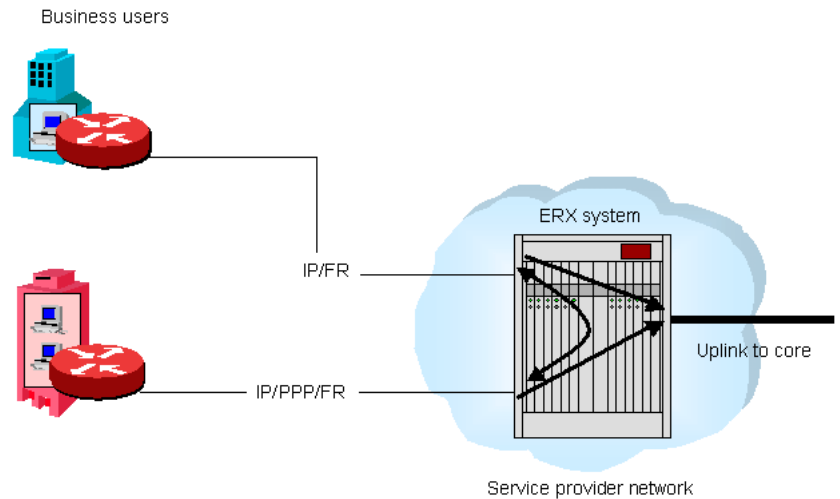 Business users
ERX system
IP/FR
Uplink to core
IP/PPP/FR
Service provider network